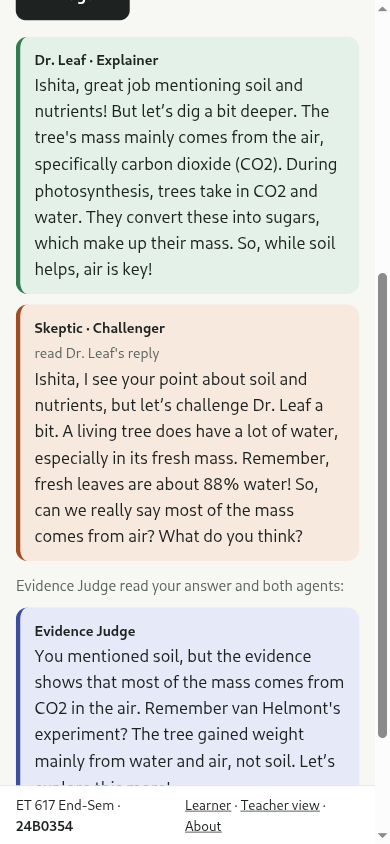 Dr. Leaf · Explainer
Ishita, great job mentioning soil and
nutrients! But let’s dig a bit deeper. The
tree's mass mainly comes from the air,
specifically carbon dioxide (CO2). During
photosynthesis, trees take in CO2 and
water. They convert these into sugars,
which make up their mass. So, while soil
helps, air is key!
Skeptic · Challenger
read Dr. Leaf's reply
Ishita, I see your point about soil and
nutrients, but let’s challenge Dr. Leaf a
bit. A living tree does have a lot of water,
especially in its fresh mass. Remember,
fresh leaves are about 88% water! So,
can we really say most of the mass
comes from air? What do you think?
Evidence Judge read your answer and both agents:
Evidence Judge
You mentioned soil, but the evidence
shows that most of the mass comes from
CO2 in the air. Remember van Helmont's
experiment? The tree gained weight
mainly from water and air, not soil. Let’s
ET 617 End-Sem ·
24B0354
Learner · Teacher view ·
About